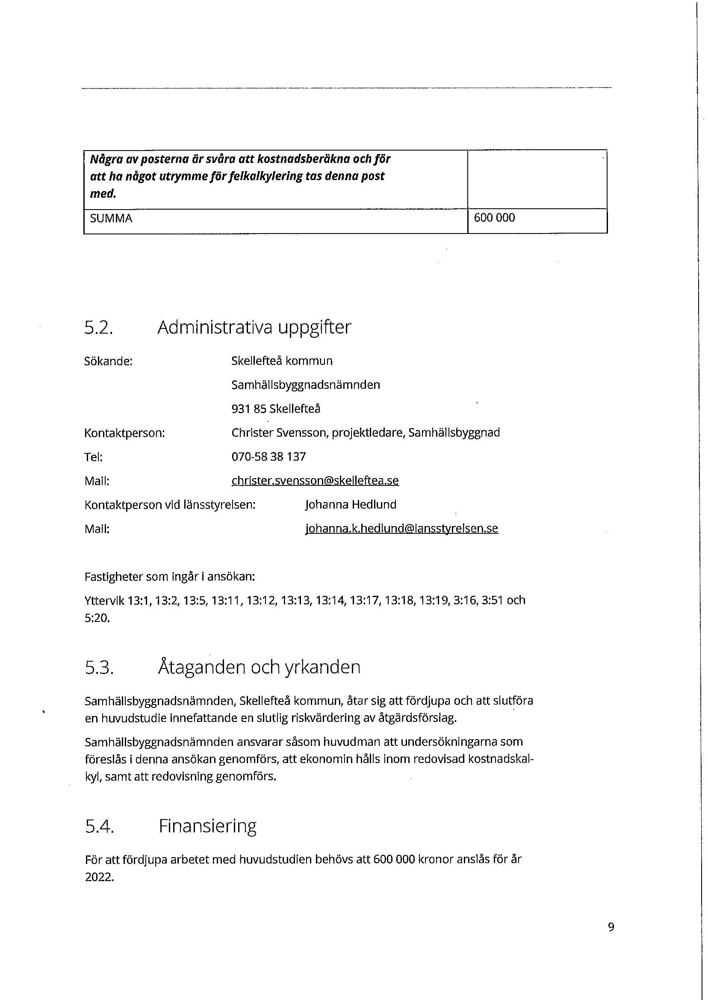 Några av posterna är svåra att kostnadsberäkna och för
att ha något utrymme för felkalkylering tas denna post
med.
SUMMA 600 000
5.2. Administrativa uppgifter
Sökande: Skellefteå kommun
Samhällsbyggnadsnämnden
931 85 Skellefteå
Kontaktperson: Christer Svensson, projektledare, Samhällsbyggnad
Tel: 070-58 38 137
Mail: christer.svensson@skelleftea.se
Kontaktperson vid länsstyrelsen: Johanna Hedlund
Mail: johanna.k.hedlund@lansstyrelsen.se
Fastigheter som ingår i ansökan:
Yttervik 13:1, 13:2, 13:5, 13:11, 13:12, 13:13, 13:14, 13:17, 13:18, 13:19, 3:16, 3:51 och
5:20.
5.3. Åtaganden och yrkanden
Samhällsbyggnadsnämnden, Skellefteå kommun, åtar sig att fördjupa och att slutföra
en huvudstudie innefattande en slutlig riskvärdering av åtgärdsförslag.
Samhällsbyggnadsnämnden ansvarar såsom huvudman att undersökningarna som
föreslås i denna ansökan genomförs, att ekonomin hålls inom redovisad kostnadskal-
kyl, samt att redovisning genomförs.
5.4. Finansiering
För att fördjupa arbetet med huvudstudien behövs att 600 000 kronor anslås för år
2022.
9